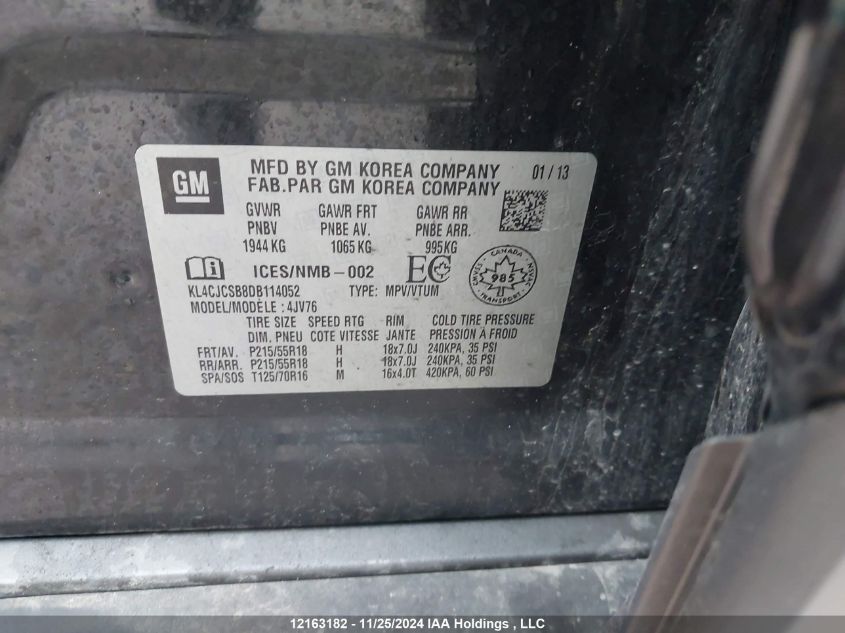 GM
MFD BY GM KOREA COMPANY 01 / 13
FAB.PAR GM KOREA COMPANY
GVWR GAWR FRT GAWR RR
PNBV PNBE AV. PNBE ARR.
1944 KG 1065 KG 995KG
ICES/NMB-002 EC
CANADA
985
TRANSPORT
KL4CJCSB8DB114052 TYPE: MPV/VTUM
MODEL/MODÈLE : 4JV76
TIRE SIZE SPEED RTG RIM COLD TIRE PRESSURE
DIM. PNEU COTE VITESSE JANTE PRESSION À FROID
FRT/AV. P215/55R18 H 18x7.0J 240KPA, 35 PSI
RR/ARR. P215/55R18 H 18x7.0J 240KPA, 35 PSI
SPA/SOS T125/70R16 M 16x4.0T 420KPA, 60 PSI
12163182 - 11/25/2024 IAA Holdings , LLC